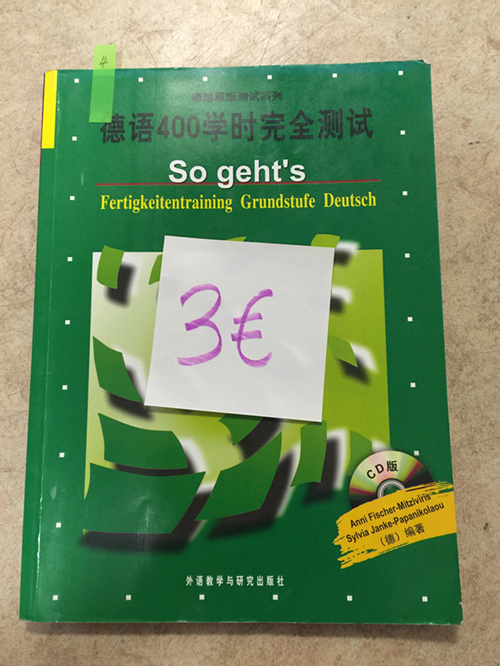 4
德国原版测试系列
德语400学时完全测试
So geht's
Fertigkeitentraining Grundstufe Deutsch
3€
CD版
Anni Fischer-Mitziviris
Sylvia Janke-Papanikolaou
（德）编著
外语教学与研究出版社